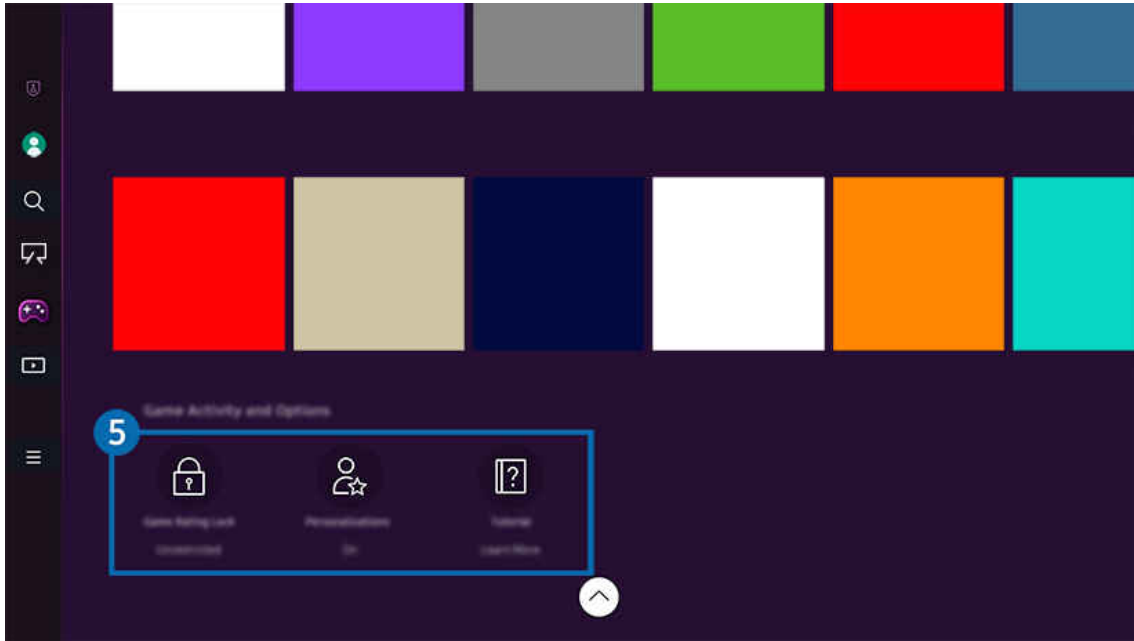 Game Activity and Options
5
Game Rating Lock
Personalizations
Tutorial
Unrestricted
On
Learn More